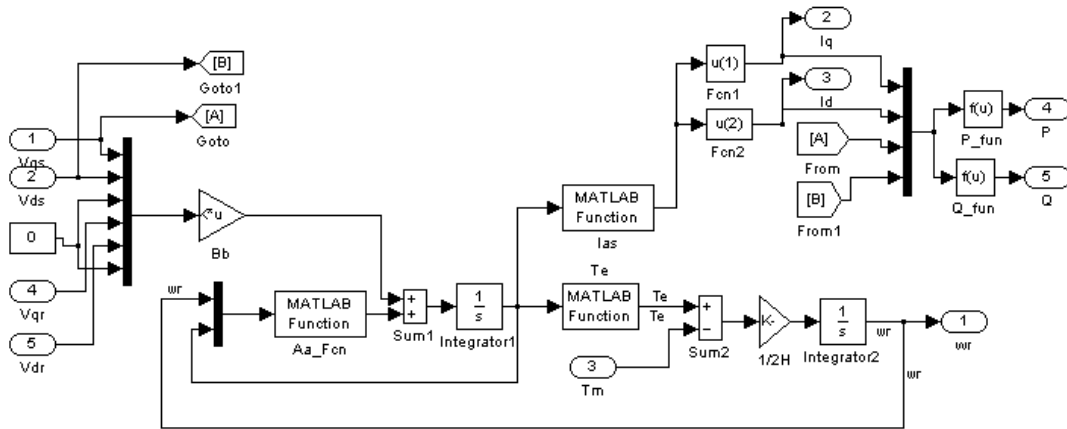 [B]
Goto1
[A]
Goto
1
Vqs
2
Vds
0
4
Vqr
5
Vdr
u
Bb
wr
MATLAB
Function
Aa_Fcn
+
+
Sum1
1
s
Integrator1
MATLAB
Function
Ias
Te
MATLAB
Function
Te
Te
3
Tm
+
−
Sum2
K-
1/2H
1
s
Integrator2
wr
wr
1
wr
u(1)
Fcn1
u(2)
Fcn2
2
Iq
3
Id
[A]
From
[B]
From1
f(u)
P_fun
4
P
f(u)
Q_fun
5
Q